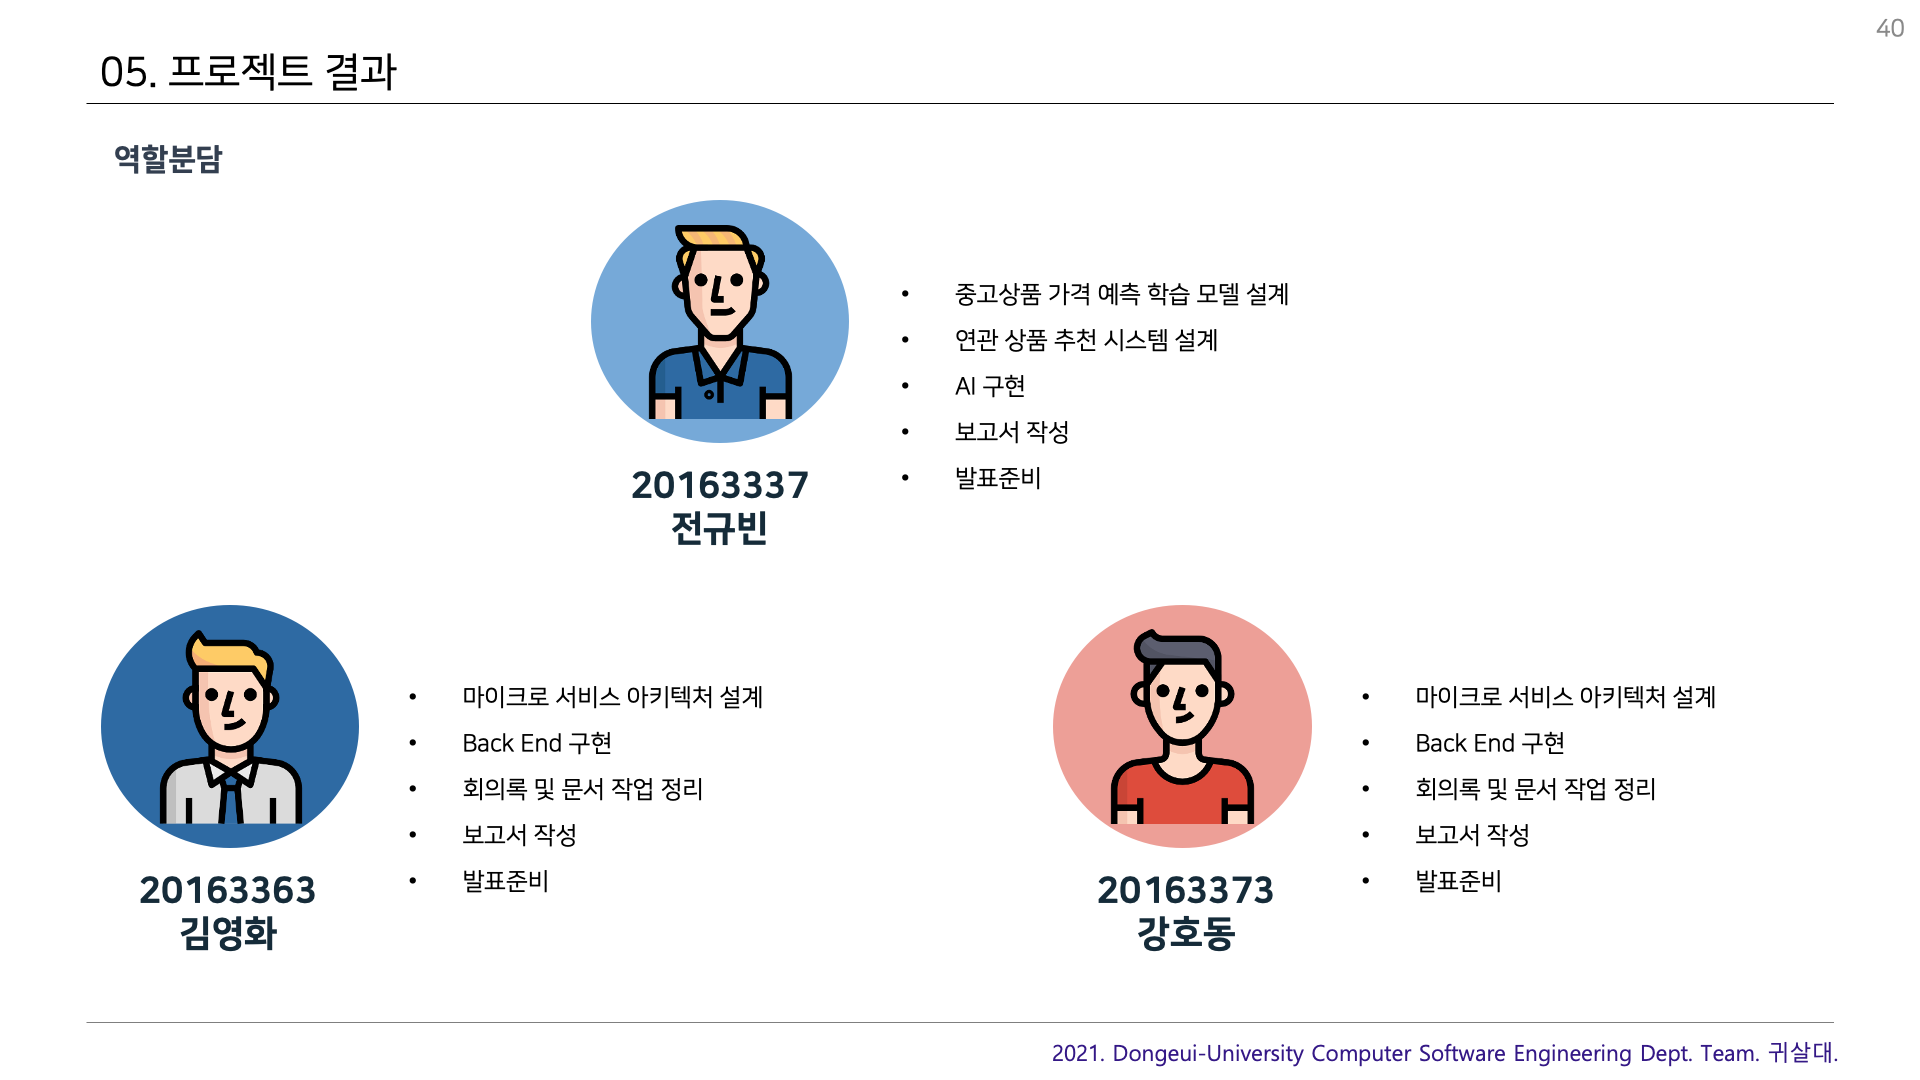 40
05. 프로젝트 결과
역할분담
• 중고상품 가격 예측 학습 모델 설계
• 연관 상품 추천 시스템 설계
• AI 구현
• 보고서 작성
• 발표준비
20163337
전규빈
• 마이크로 서비스 아키텍처 설계
• Back End 구현
• 회의록 및 문서 작업 정리
• 보고서 작성
• 발표준비
20163363
김영화
• 마이크로 서비스 아키텍처 설계
• Back End 구현
• 회의록 및 문서 작업 정리
• 보고서 작성
• 발표준비
20163373
강호동
2021. Dongeui-University Computer Software Engineering Dept. Team. 귀살대.